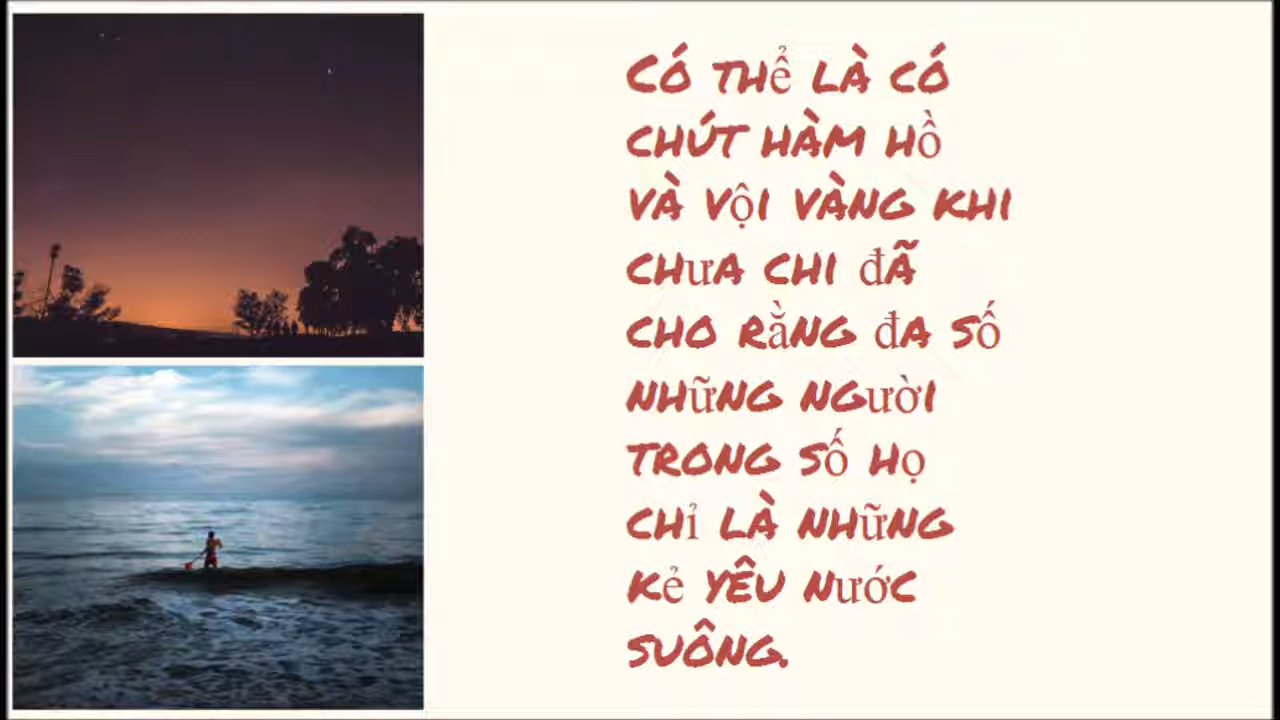 Có thể là có
chút hàm hồ
và vội vàng khi
chưa chi đã
cho rằng đa số
những người
trong số họ
chỉ là những
kẻ yêu nước
suông.